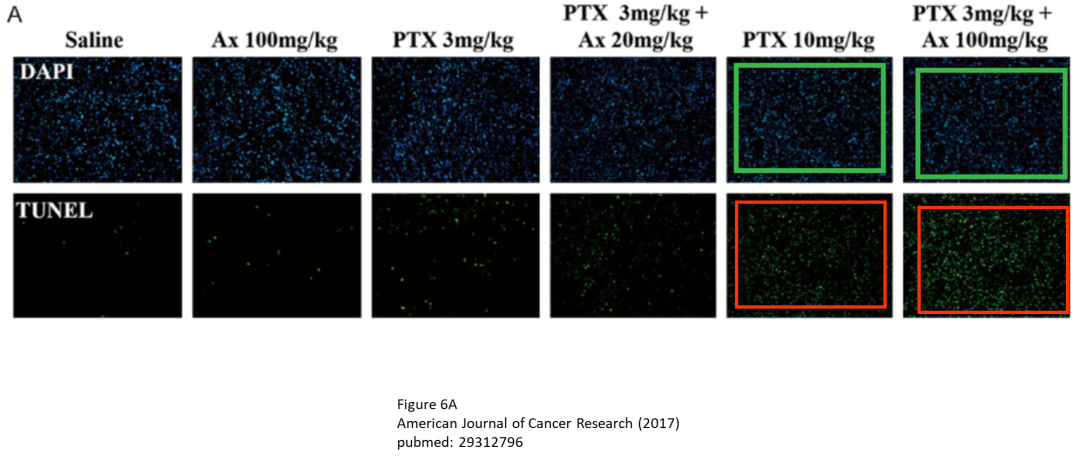 A
Saline
Ax 100mg/kg
PTX 3mg/kg
PTX 3mg/kg +
Ax 20mg/kg
PTX 10mg/kg
PTX 3mg/kg +
Ax 100mg/kg
DAPI
TUNEL
Figure 6A
American Journal of Cancer Research (2017)
pubmed: 29312796